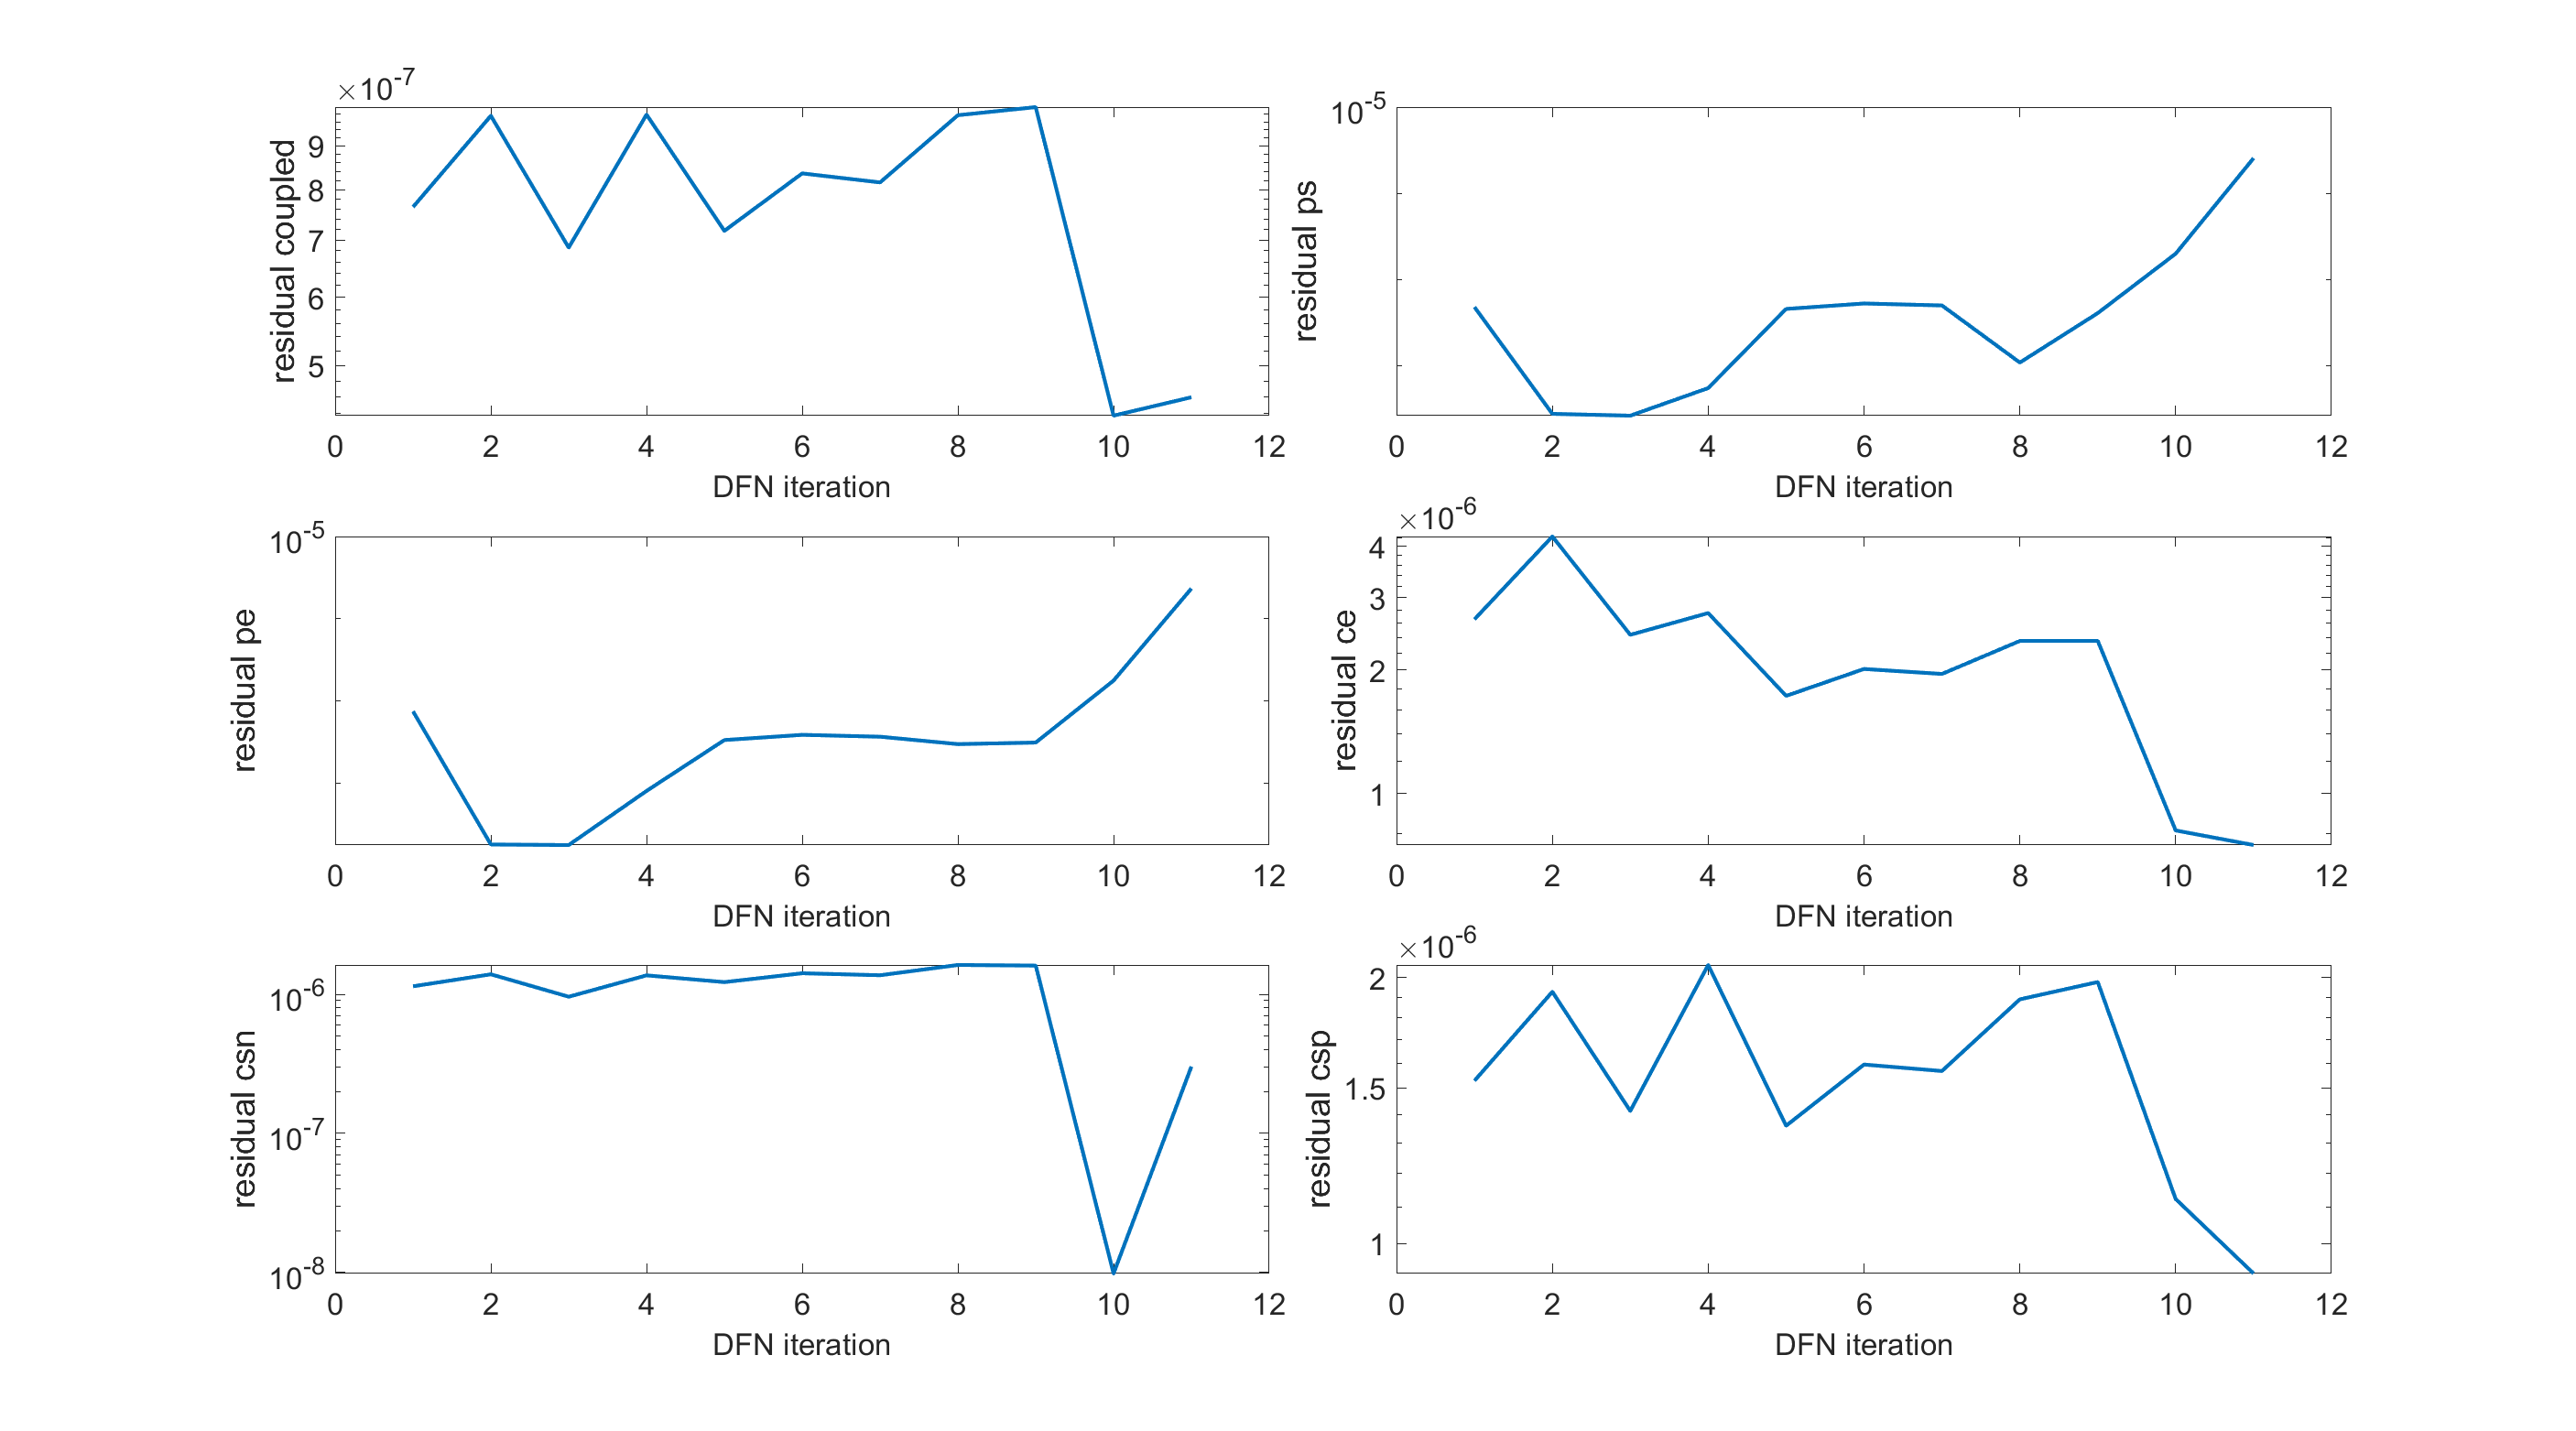 ×10-7
residual coupled
9
8
7
6
5
0 2 4 6 8 10 12
DFN iteration
10-5
residual ps
0 2 4 6 8 10 12
DFN iteration
10-5
residual pe
0 2 4 6 8 10 12
DFN iteration
×10-6
residual ce
4
3
2
1
0 2 4 6 8 10 12
DFN iteration
residual csn
10-6
10-7
10-8
0 2 4 6 8 10 12
DFN iteration
×10-6
residual csp
2
1.5
1
0 2 4 6 8 10 12
DFN iteration